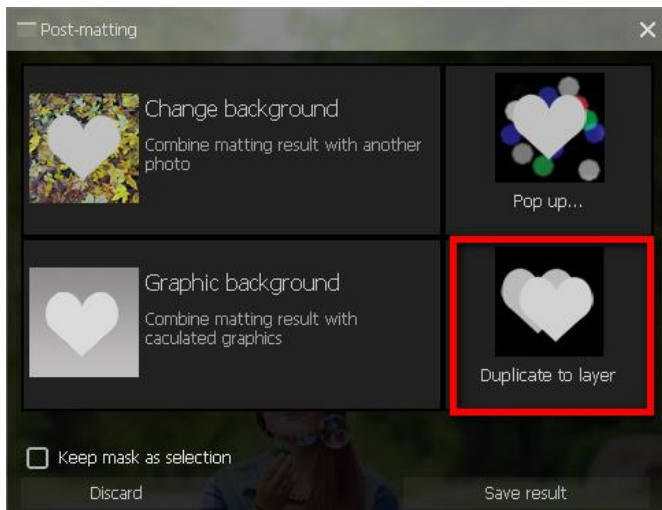 Post-matting
Change background
Combine matting result with another
photo
Pop up...
Graphic background
Combine matting result with
caculated graphics
Duplicate to layer
Keep mask as selection
Discard
Save result